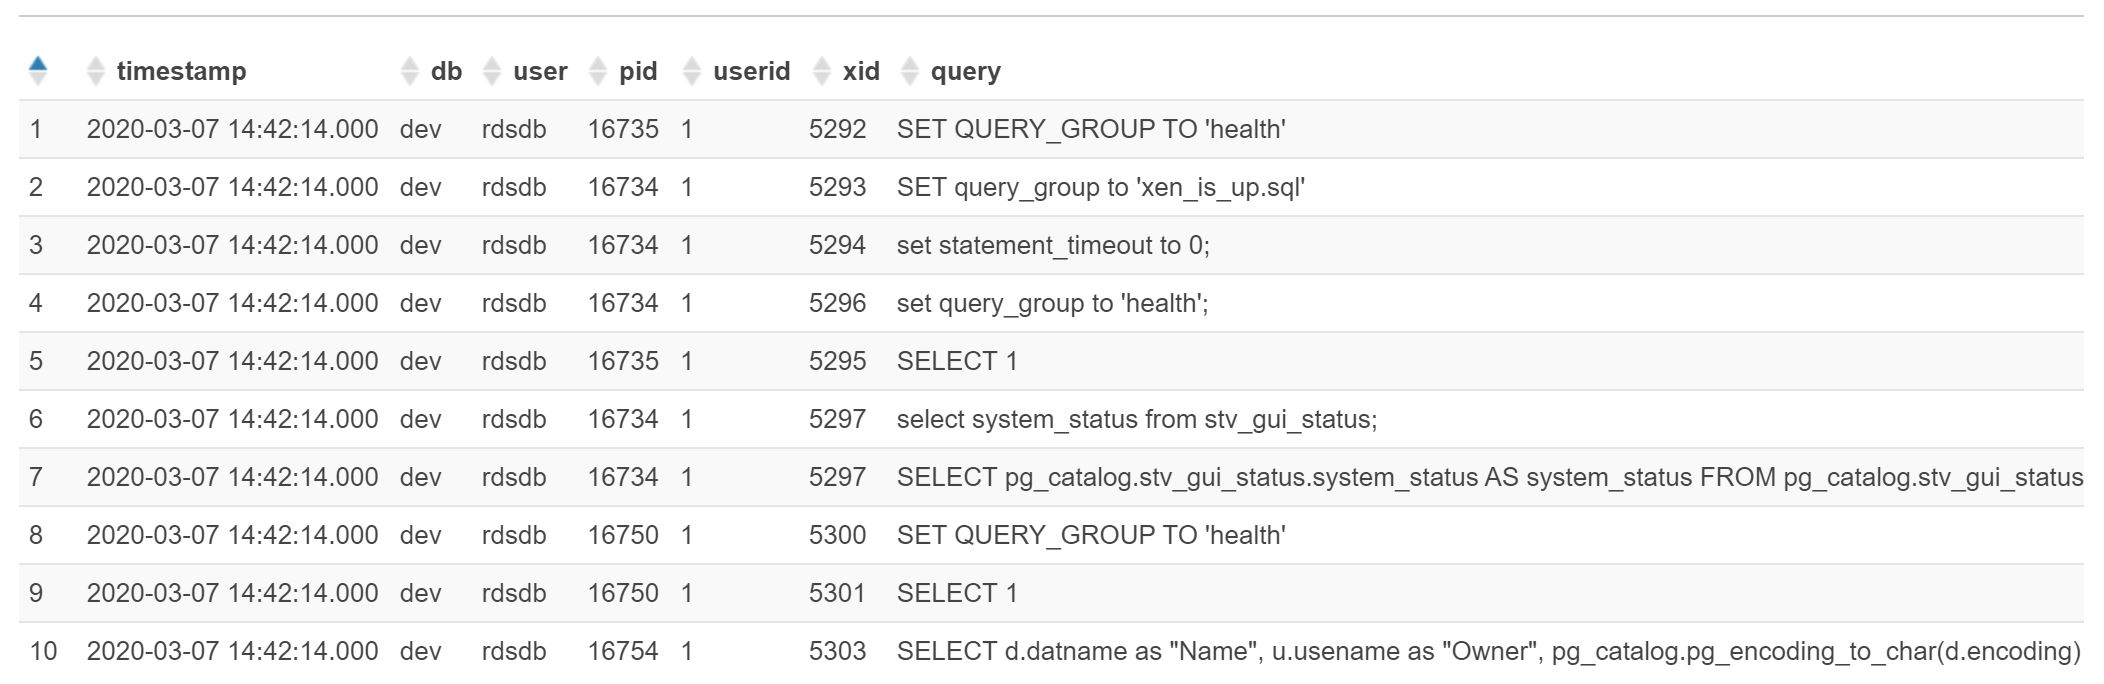 timestamp db user pid userid xid query
1 2020-03-07 14:42:14.000 dev rdsdb 16735 1 5292 SET QUERY_GROUP TO 'health'
2 2020-03-07 14:42:14.000 dev rdsdb 16734 1 5293 SET query_group to 'xen_is_up.sql'
3 2020-03-07 14:42:14.000 dev rdsdb 16734 1 5294 set statement_timeout to 0;
4 2020-03-07 14:42:14.000 dev rdsdb 16734 1 5296 set query_group to 'health';
5 2020-03-07 14:42:14.000 dev rdsdb 16735 1 5295 SELECT 1
6 2020-03-07 14:42:14.000 dev rdsdb 16734 1 5297 select system_status from stv_gui_status;
7 2020-03-07 14:42:14.000 dev rdsdb 16734 1 5297 SELECT pg_catalog.stv_gui_status.system_status AS system_status FROM pg_catalog.stv_gui_status
8 2020-03-07 14:42:14.000 dev rdsdb 16750 1 5300 SET QUERY_GROUP TO 'health'
9 2020-03-07 14:42:14.000 dev rdsdb 16750 1 5301 SELECT 1
10 2020-03-07 14:42:14.000 dev rdsdb 16754 1 5303 SELECT d.datname as "Name", u.usename as "Owner", pg_catalog.pg_encoding_to_char(d.encoding)